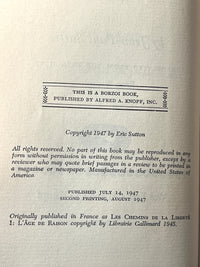 THIS IS A BORZOI BOOK,
PUBLISHED BY ALFRED A. KNOPF, INC.
Copyright 1947 by Eric Sutton
All rights reserved. No part of this book may be reproduced in any
form without permission in writing from the publisher, except by a
reviewer who may quote brief passages in a review to be printed in
a magazine or newspaper. Manufactured in the United States of
America
PUBLISHED JULY 14, 1947
SECOND PRINTING, AUGUST 1947
Originally published in France as LES CHEMINS DE LA LIBERTÉ
I: L'ÂGE DE RAISON copyright by Librairie Gallimard 1945.